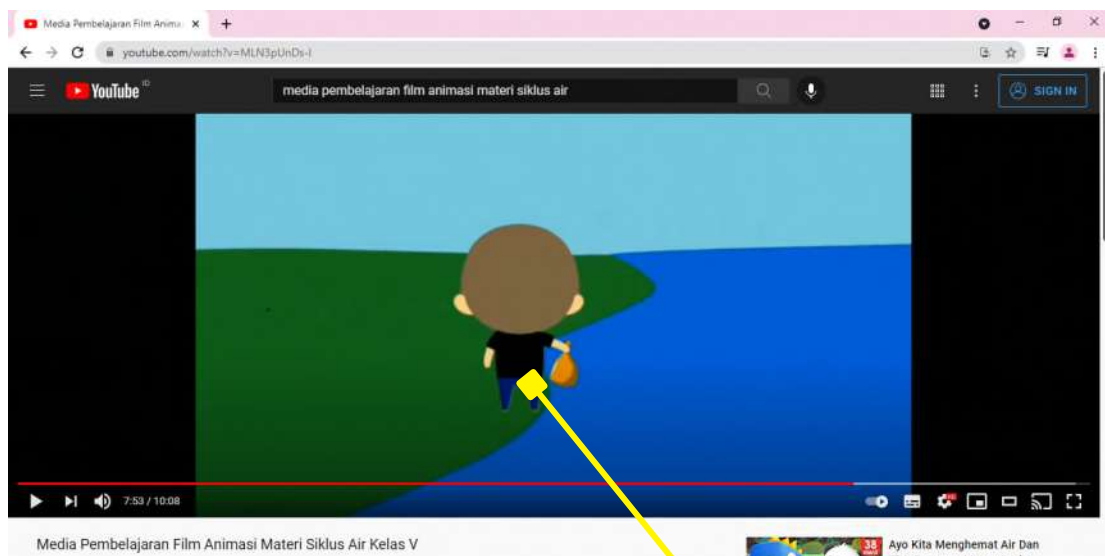 Media Pembelajaran Film Anima
youtube.com/watch?v=MLN3pUnDs-I
YouTube ID
media pembelajaran film animasi materi siklus air
SIGN IN
7:53 / 10:08
Media Pembelajaran Film Animasi Materi Siklus Air Kelas V
38
Ayo Kita Menghemat Air Dan